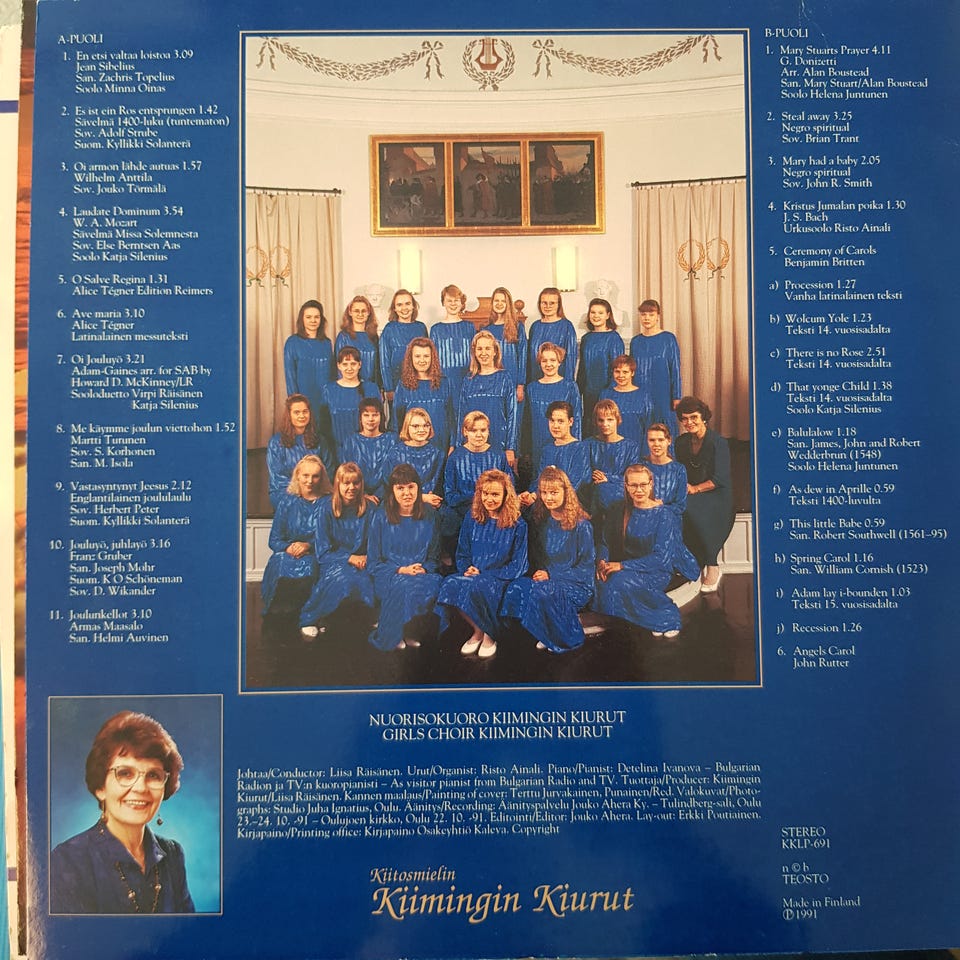 A-PUOLI
1. En etsi valtaa loistoa 3.09
Jean Sibelius
San. Zachris Topelius
Soolo Minna Oinas
2. Es ist ein Ros entsprungen 1.42
Sävelmä 1400-luku (tuntematon)
Sov. Adolf Strube
Suom. Kyllikki Solanterä
3. Oi armon lähde autuas 1.57
Wilhelm Anttila
Sov. Jouko Törmälä
4. Laudate Dominum 3.54
W. A. Mozart
Sävelmä Missa Solemnesta
Sov. Else Berntsen Aas
Soolo Katja Silenius
5. O Salve Regina 1.31
Alice Tégner Edition Reimers
6. Ave maria 3.10
Alice Tégner
Latinalainen messuteksti
7. Oi Jouluyö 3.21
Adam-Gaines arr. for SAB by
Howard D. McKinney/LR
Sooloduetto Virpi Räisänen
Katja Silenius
8. Me käymme joulun viettohon 1.52
Martti Turunen
Sov. S. Korhonen
San. M. Isola
9. Vastasyntynyt Jeesus 2.12
Englantilainen joululaulu
Sov. Herbert Peter
Suom. Kyllikki Solanterä
10. Jouluyö, juhlayö 3.16
Franz Gruber
San. Joseph Mohr
Suom. K O Schöneman
Sov. D. Wikander
11. Joulunkellot 3.10
Armas Maasalo
San. Helmi Auvinen
B-PUOLI
1. Mary Stuarts Prayer 4.11
G. Donizetti
Arr. Alan Boustead
San. Mary Stuart/Alan Boustead
Soolo Helena Juntunen
2. Steal away 3.25
Negro spiritual
Sov. Brian Trant
3. Mary had a baby 2.05
Negro spiritual
Sov. John R. Smith
4. Kristus Jumalan poika 1.30
J. S. Bach
Urkusoolo Risto Ainali
5. Ceremony of Carols
Benjamin Britten
a) Procession 1.27
Vanha latinalainen teksti
b) Wolcum Yole 1.23
Teksti 14. vuosisadalta
c) There is no Rose 2.51
Teksti 14. vuosisadalta
d) That yonge Child 1.38
Soolo Katja Silenius
e) Balulalow 1.18
San. James, John and Robert
Wedderbrun (1548)
Soolo Helena Juntunen
f) As dew in Aprille 0.59
Teksti 1400-luvulta
g) This little Babe 0.59
San. Robert Southwell (1561-95)
h) Spring Carol 1.16
San. William Cornish (1523)
i) Adam lay i-bounden 1.03
Teksti 15. vuosisadalta
j) Recession 1.26
6. Angels Carol
John Rutter
NUORISOKUORO KIIMINGIN KIURUT
GIRLS CHOIR KIIMINGIN KIURUT
Johtaa/Conductor: Liisa Räisänen. Urut/Organist: Risto Ainali. Piano/Pianist: Detelina Ivanova – Bulgarian
Radion ja TV:n kuoropianisti – As visitor pianist from Bulgarian Radio and TV. Tuottaja/Producer: Kiimingin
Kiurut/Liisa Räisänen. Kannen maalaus/Painting of cover: Terttu Jurvakainen, Punainen/Red. Valokuvat/Photo-
graphs: Studio Juha Ignatius, Oulu. Äänitys/Recording: Äänityspalvelu Jouko Ahera Ky. – Tulindberg-sali, Oulu
23.–24. 10. -91 – Oulujoen kirkko, Oulu 22. 10. -91. Editointi/Editor: Jouko Ahera. Lay-out: Erkki Poutiainen.
Kirjapaino/Printing office: Kirjapaino Osakeyhtiö Kaleva. Copyright
Kiitosmielin
Kiimingin Kiurut
STEREO
KKLP-691
n © b
TEOSTO
Made in Finland
℗1991